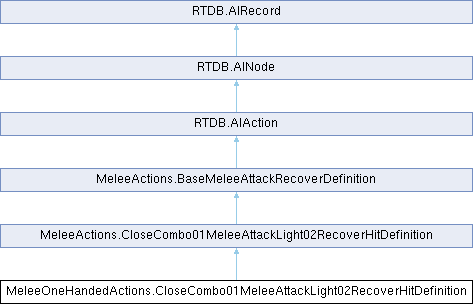 RTDB.AIRecord
RTDB.AINode
RTDB.AIAction
MeleeActions.BaseMeleeAttackRecoverDefinition
MeleeActions.CloseCombo01MeleeAttackLight02RecoverHitDefinition
MeleeOneHandedActions.CloseCombo01MeleeAttackLight02RecoverHitDefinition